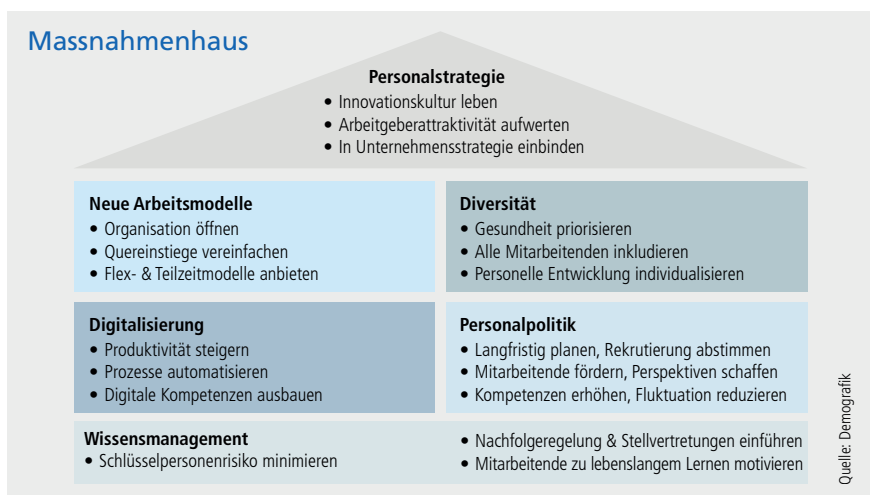 Massnahmenhaus
Personalstrategie
• Innovationskultur leben
• Arbeitgeberattraktivität aufwerten
• In Unternehmensstrategie einbinden
Neue Arbeitsmodelle
• Organisation öffnen
• Quereinstiege vereinfachen
• Flex- & Teilzeitmodelle anbieten
Diversität
• Gesundheit priorisieren
• Alle Mitarbeitenden inkludieren
• Personelle Entwicklung individualisieren
Digitalisierung
• Produktivität steigern
• Prozesse automatisieren
• Digitale Kompetenzen ausbauen
Personalpolitik
• Langfristig planen, Rekrutierung abstimmen
• Mitarbeitende fördern, Perspektiven schaffen
• Kompetenzen erhöhen, Fluktuation reduzieren
Wissensmanagement
• Schlüsselpersonenrisiko minimieren
• Nachfolgeregelung & Stellvertretungen einführen
• Mitarbeitende zu lebenslangem Lernen motivieren
Quelle: Demografik